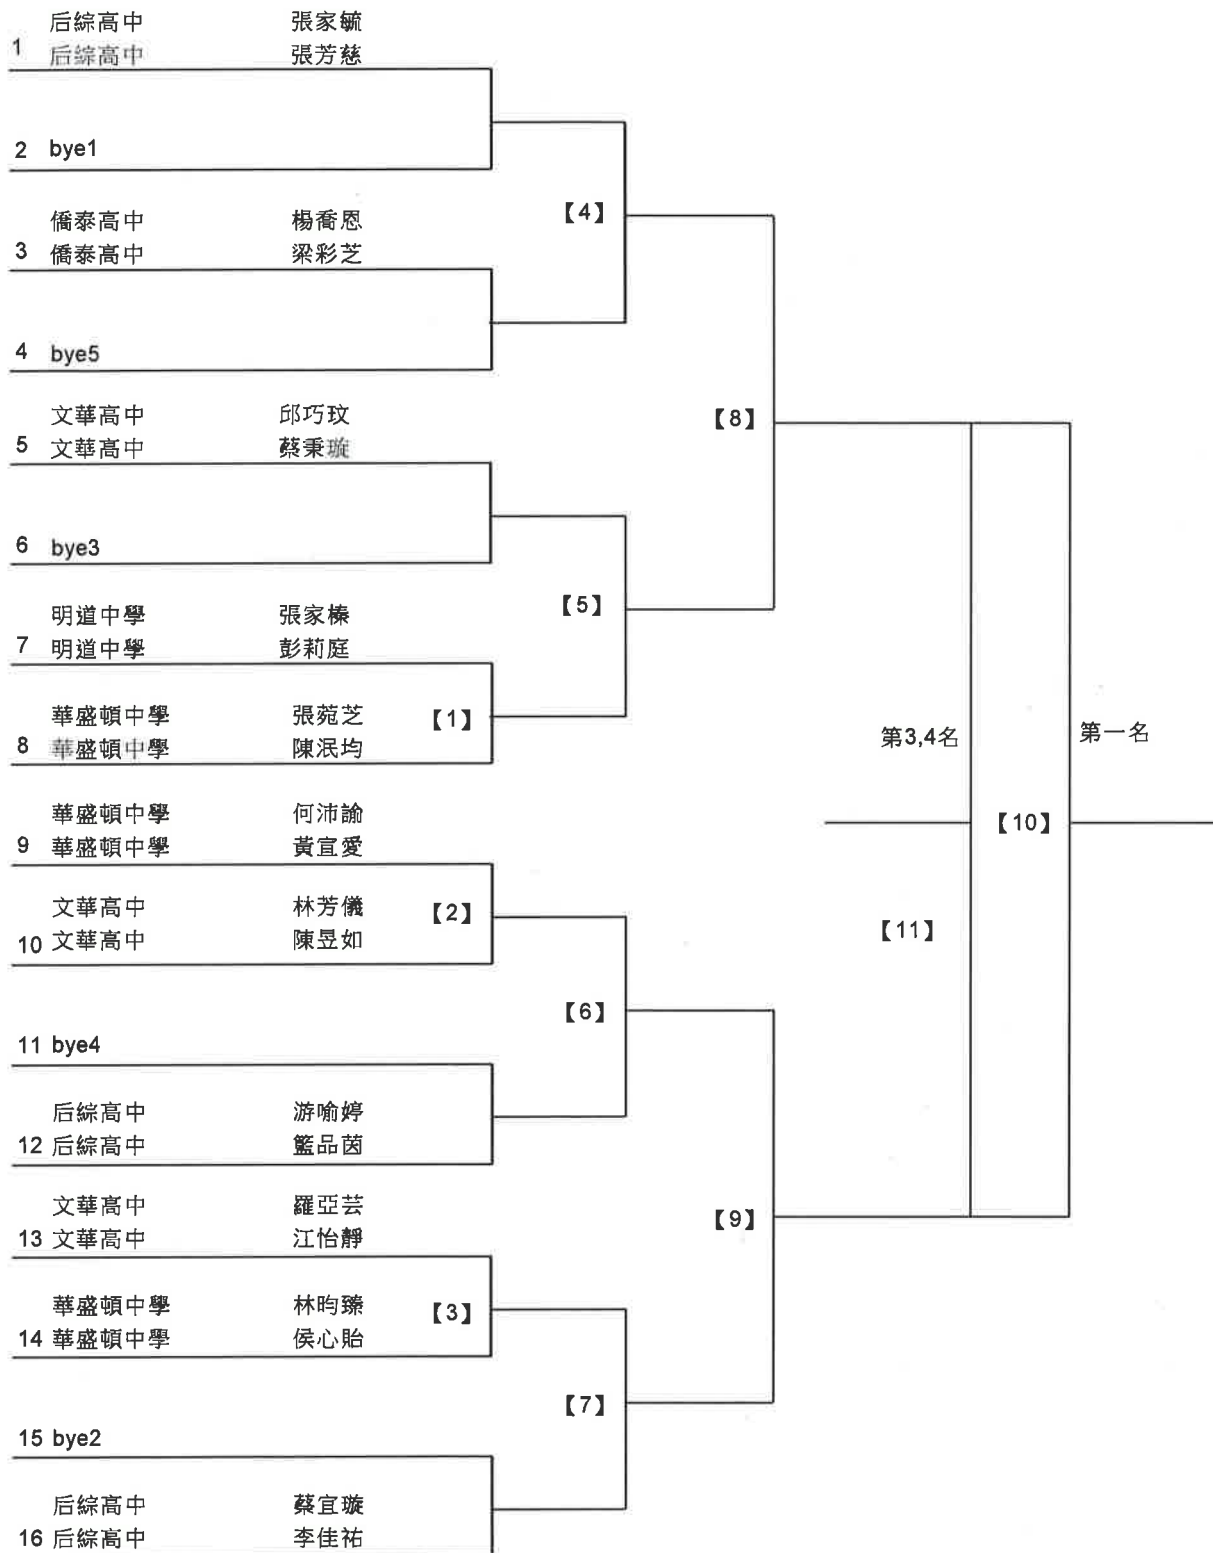 后綜高中 張家毓
1 后綜高中 張芳慈
2 bye1
【4】
僑泰高中 楊喬恩
3 僑泰高中 梁彩芝
4 bye5
【8】
文華高中 邱巧玟
5 文華高中 蔡秉璇
6 bye3
【5】
明道中學 張家榛
7 明道中學 彭莉庭
華盛頓中學 張菀芝 【1】
8 華盛頓中學 陳泯均
第3,4名 第一名
華盛頓中學 何沛諭
【10】
9 華盛頓中學 黃宣愛
文華高中 林芳儀 【2】
【11】
10 文華高中 陳昱如
【6】
11 bye4
后綜高中 游喻婷
12 后綜高中 籃品茵
文華高中 羅亞芸
【9】
13 文華高中 江怡靜
華盛頓中學 林昀臻 【3】
14 華盛頓中學 侯心貽
【7】
15 bye2
后綜高中 蔡宜璇
16 后綜高中 李佳祐